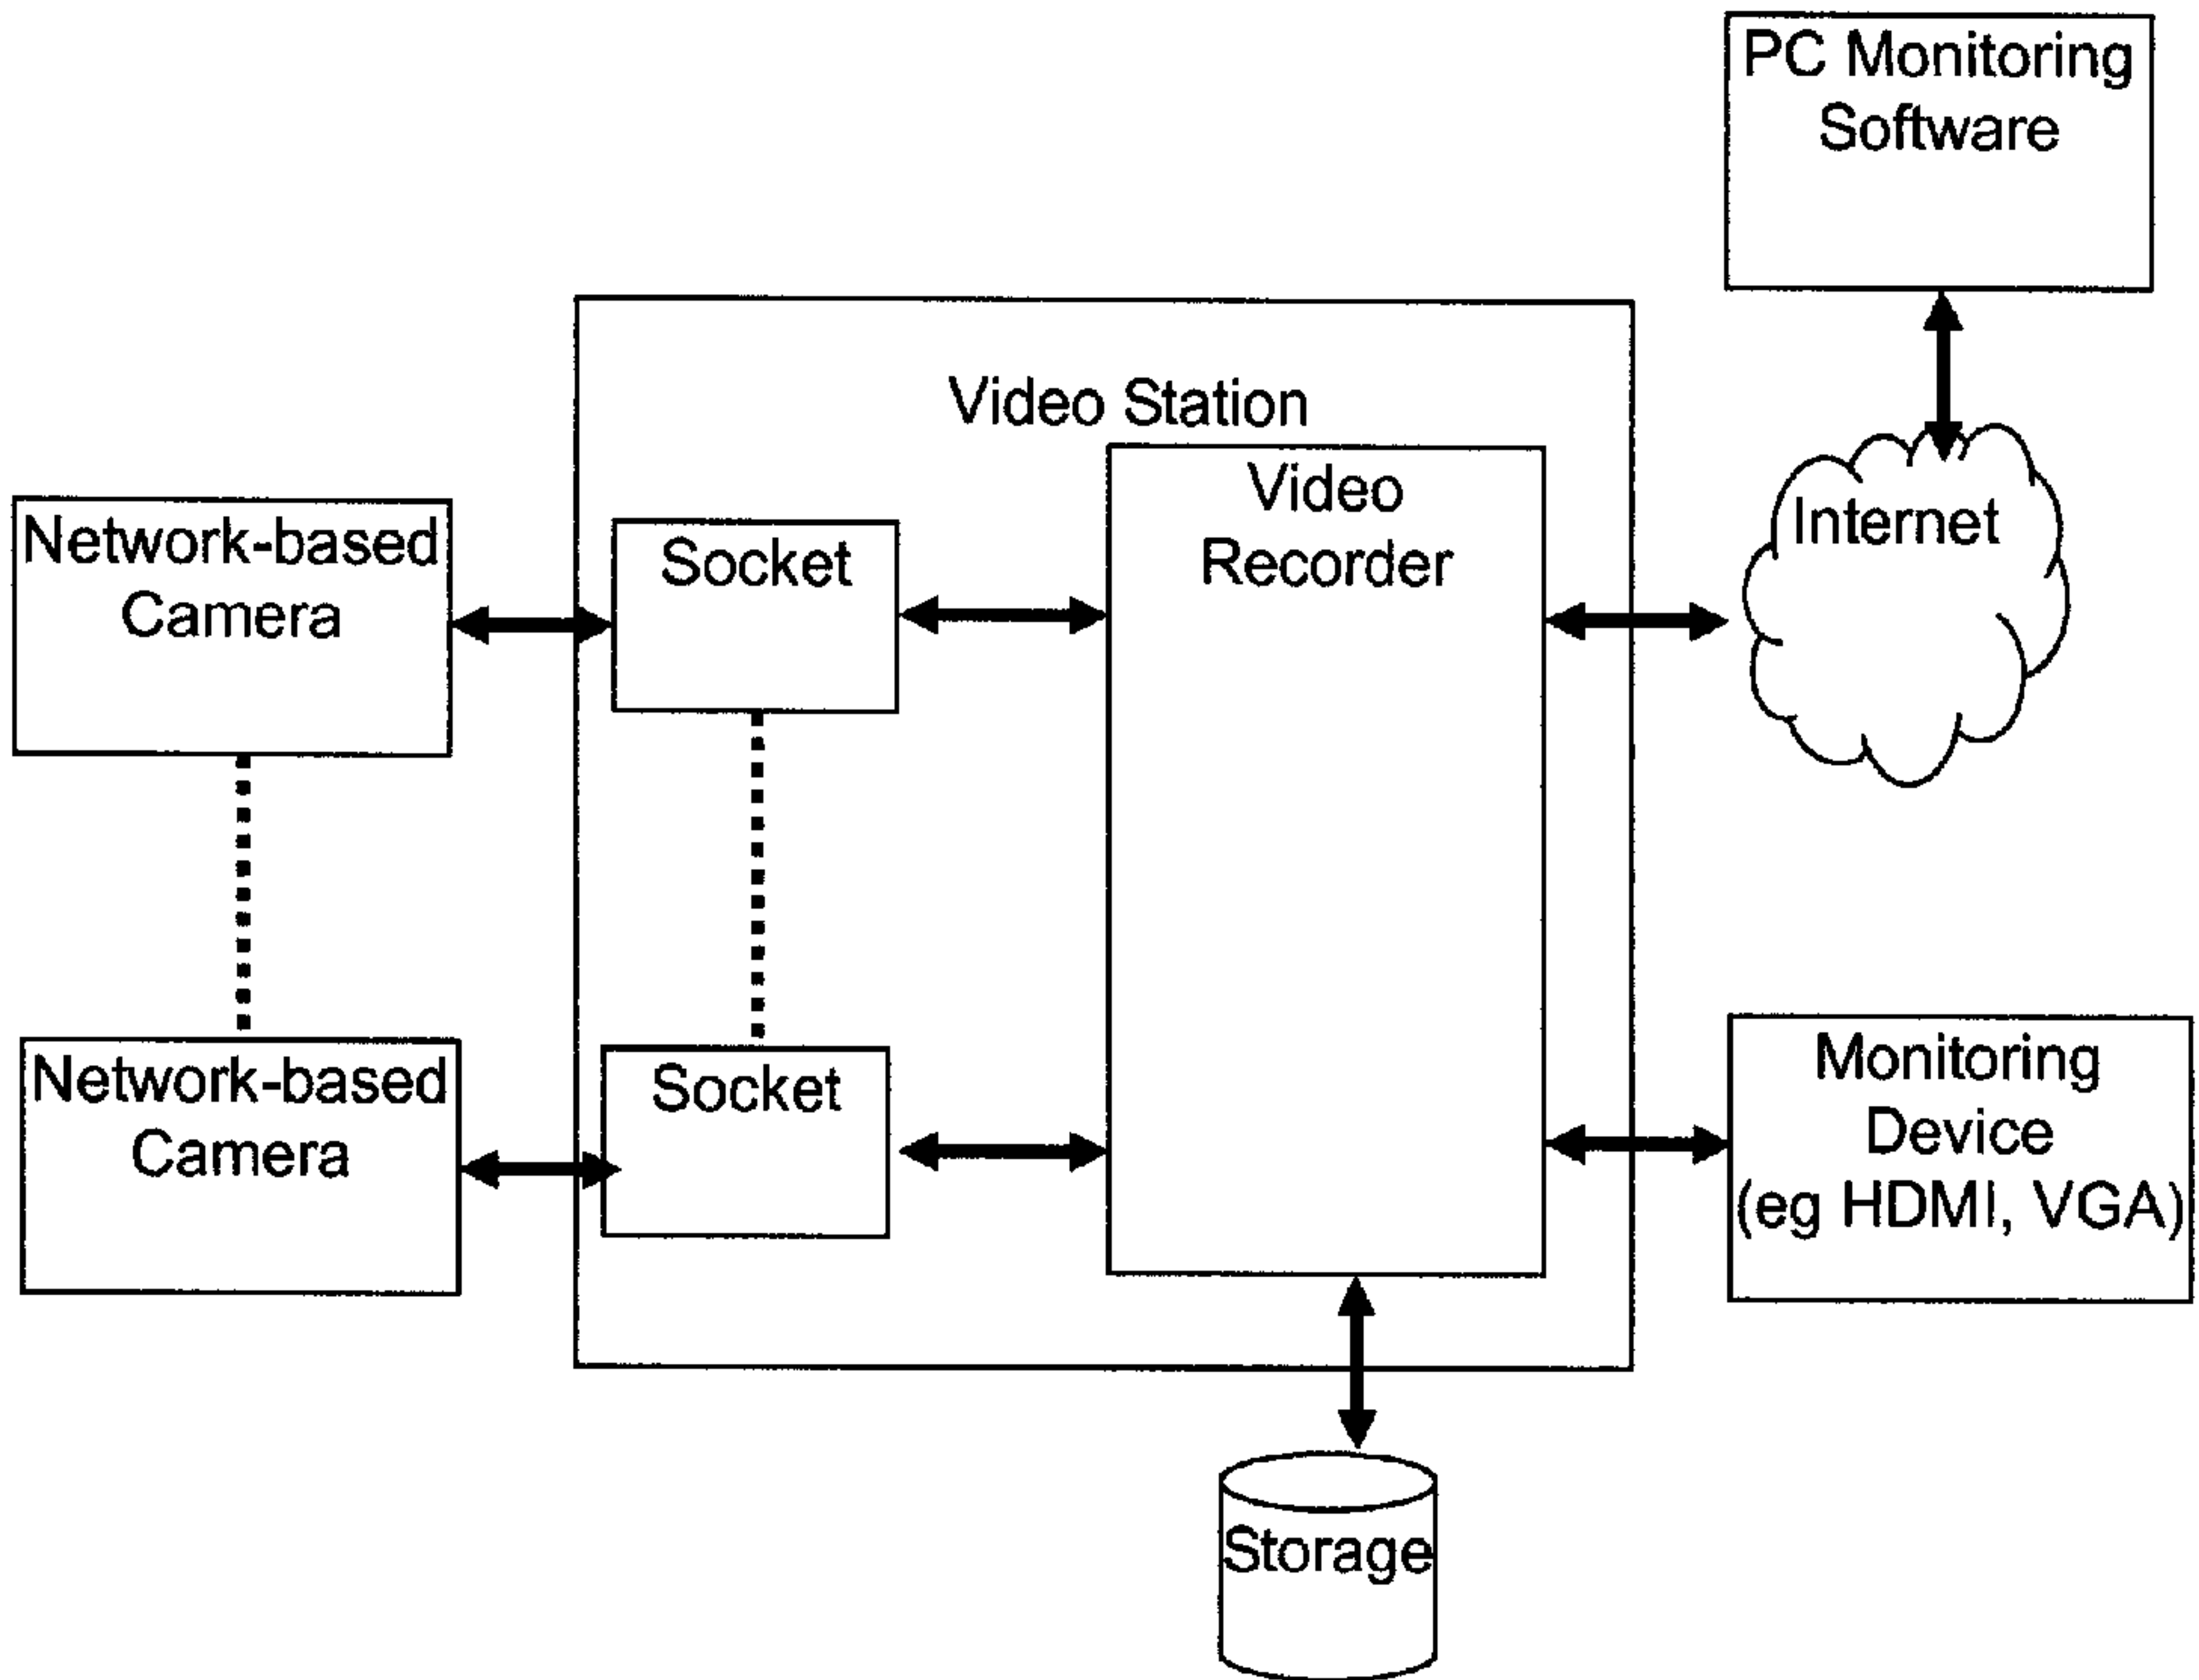 PC Monitoring
Software
Video Station
Video
Recorder
Internet
Network-based
Camera
Socket
Network-based
Camera
Socket
Monitoring
Device
(eg HDMI, VGA)
Storage